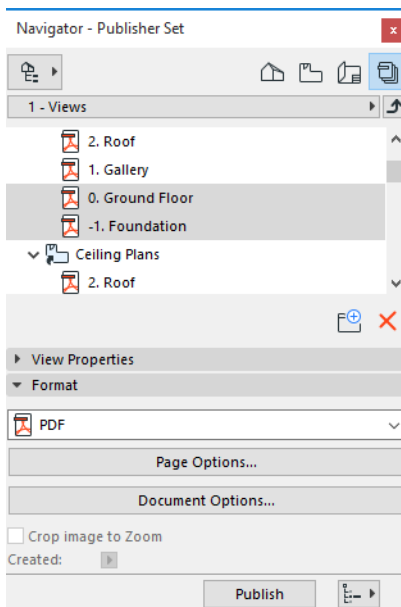 Navigator - Publisher Set
x
1 - Views
2. Roof
1. Gallery
0. Ground Floor
-1. Foundation
Ceiling Plans
2. Roof
View Properties
Format
PDF
Page Options...
Document Options...
Crop image to Zoom
Created:
Publish